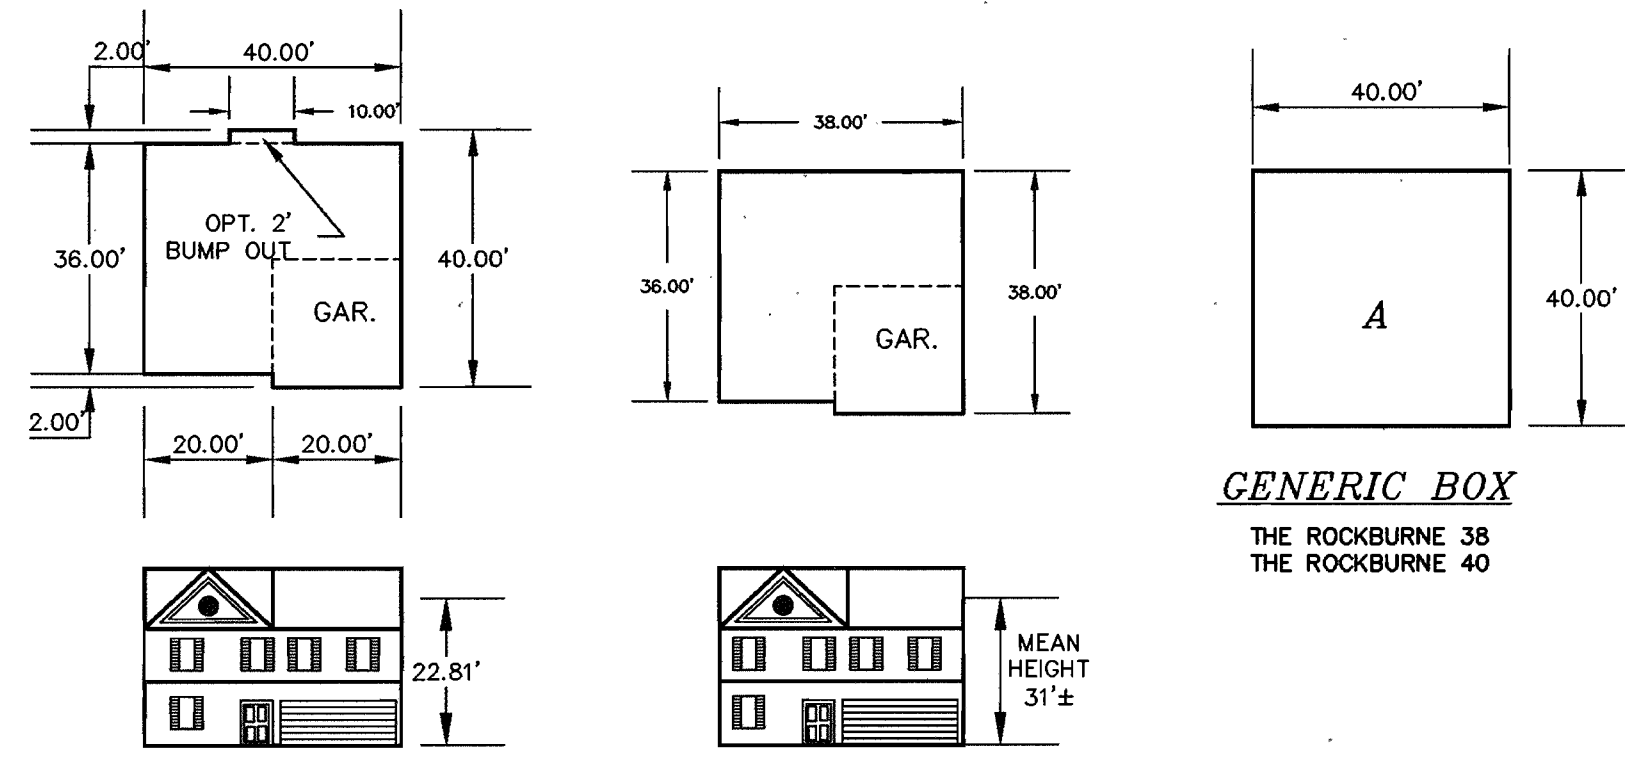 2.00'
40.00'
10.00'
OPT. 2'
BUMP OUT
36.00'
40.00'
GAR.
2.00'
20.00'
20.00'
22.81'
38.00'
36.00'
38.00'
GAR.
MEAN
HEIGHT
31'±
40.00'
A
40.00'
GENERIC BOX
THE ROCKBURNE 38
THE ROCKBURNE 40